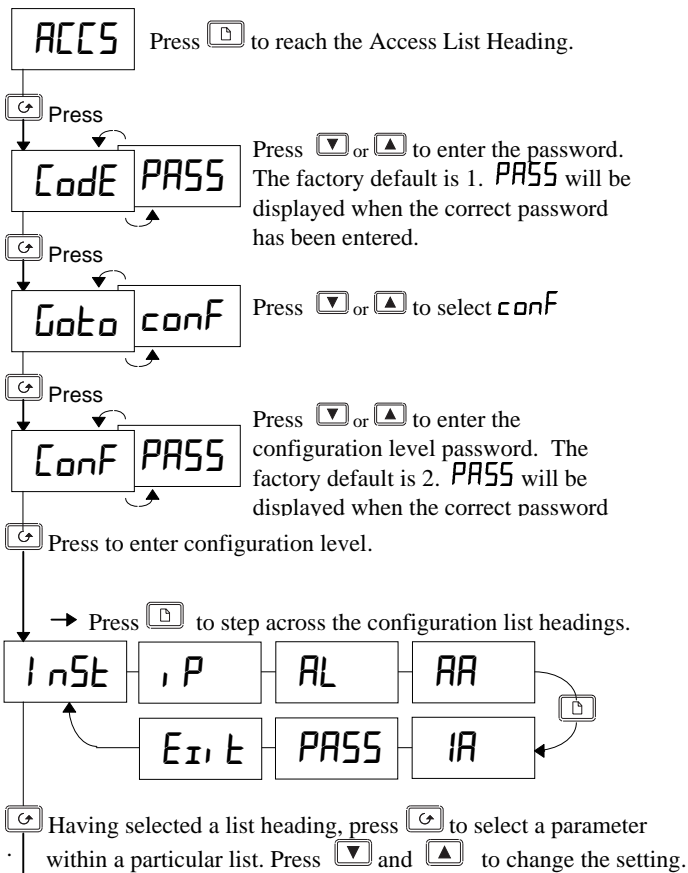 ACCS
Press to reach the Access List Heading.
Press
CodE PASS
Press or to enter the password.
The factory default is 1. PASS will be
displayed when the correct password
has been entered.
Press
Goto conF
Press or to select conF
Press
ConF PASS
Press or to enter the
configuration level password. The
factory default is 2. PASS will be
displayed when the correct password
Press to enter configuration level.
Press to step across the configuration list headings.
InSt iP AL AA
Exit PASS 1A
Having selected a list heading, press to select a parameter
within a particular list. Press and to change the setting.